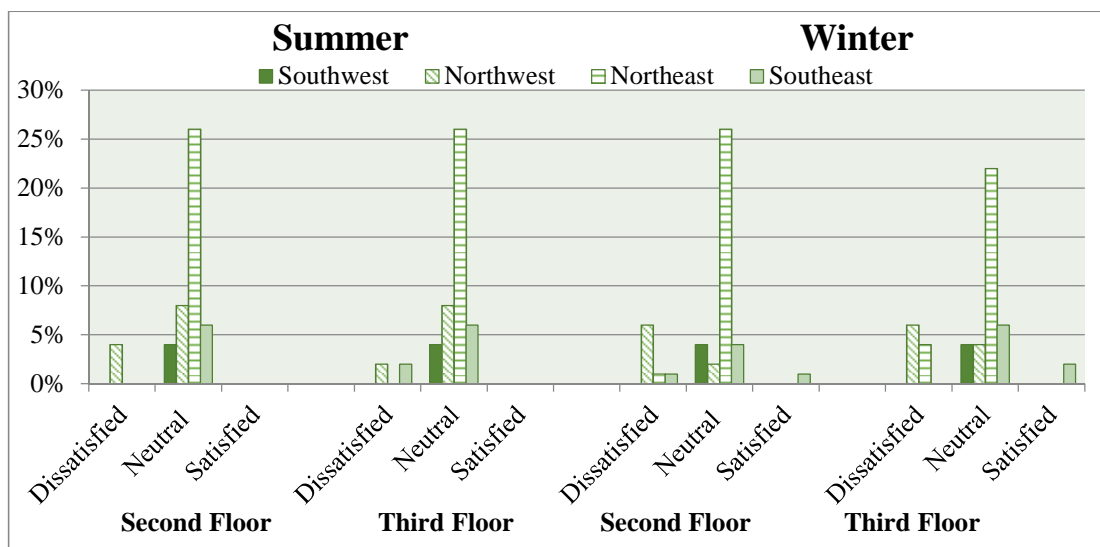 Summer Winter
Southwest Northwest Northeast Southeast
30%
25%
20%
15%
10%
5%
0%
Dissatisfied Neutral Satisfied Dissatisfied Neutral Satisfied Dissatisfied Neutral Satisfied Dissatisfied Neutral Satisfied
Second Floor Third Floor Second Floor Third Floor